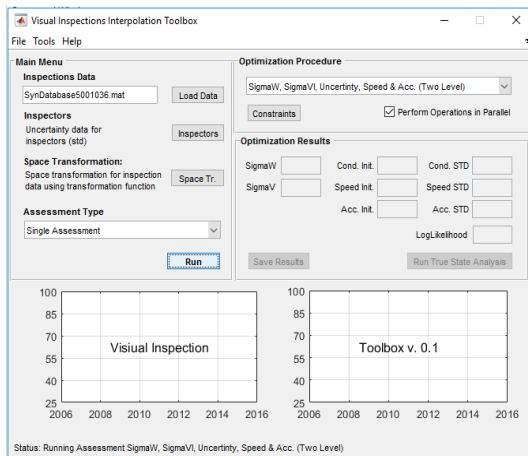 Visual Inspections Interpolation Toolbox
File Tools Help
Main Menu
Inspections Data
SynDatabase5001036.mat
Load Data
Inspectors
Uncertainty data for
inspectors (std)
Inspectors
Space Transformation:
Space transformation for inspection
data using transformation function
Space Tr.
Assessment Type
Single Assessment
Run
Optimization Procedure
SigmaW, SigmaVI, Uncertinty, Speed & Acc. (Two Level)
Constraints
Perform Operations in Parallel
Optimization Results
SigmaW
Cond. Init.
Cond. STD
SigmaV
Speed Init.
Speed STD
Acc. Init.
Acc. STD
LogLikelihood
Save Results
Run True State Analysis
100
85
70
55
40
25
2006 2008 2010 2012 2014 2016
Visiual Inspection
100
85
70
55
40
25
2006 2008 2010 2012 2014 2016
Toolbox v. 0.1
Status: Running Assessment SigmaW, SigmaVI, Uncertinty, Speed & Acc. (Two Level)